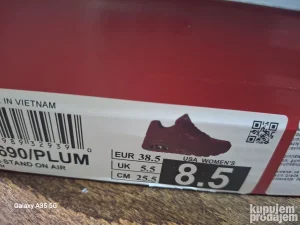 IN VIETNAM
690/PLUM
STAND ON AIR
EUR 38.5
UK 5.5
CM 25.5
USA WOMEN'S
8.5
Galaxy A95 5G
kupujem
prodajem